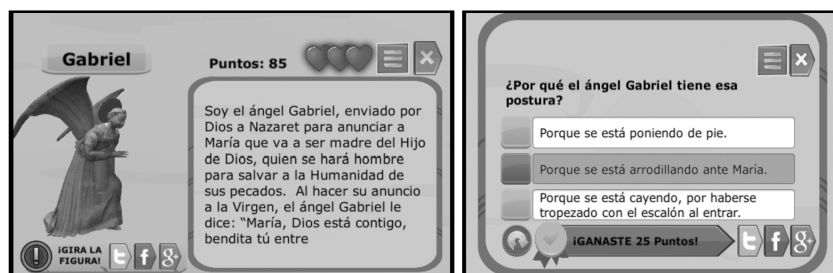 Gabriel
Puntos: 85
Soy el ángel Gabriel, enviado por
Dios a Nazaret para anunciar a
María que va a ser madre del Hijo
de Dios, quien se hará hombre
para salvar a la Humanidad de
sus pecados. Al hacer su anuncio
a la Virgen, el ángel Gabriel le
dice: “María, Dios está contigo,
bendita tú entre
¡GIRA LA
FIGURA!
t f g+
¿Por qué el ángel Gabriel tiene esa
postura?
Porque se está poniendo de pie.
Porque se está arrodillando ante María.
Porque se está cayendo, por haberse
tropezado con el escalón al entrar.
¡GANASTE 25 Puntos!
t f g+